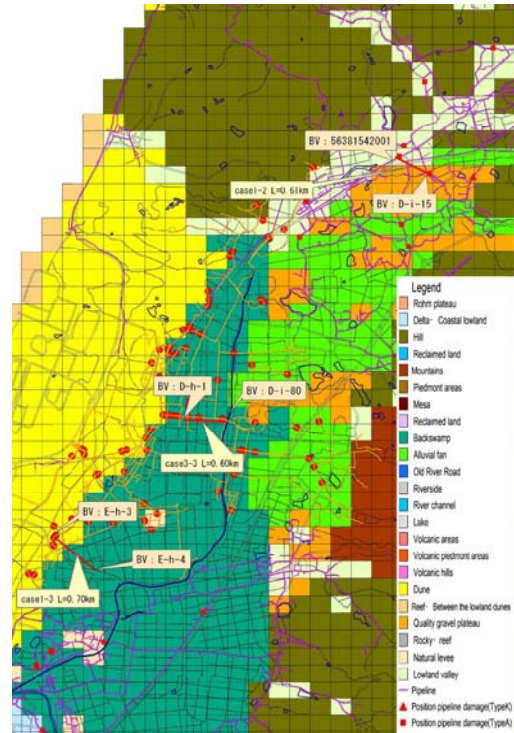 BV : 56381542001
case1-2 L=0.61km
BV : D-i-15
BV : D-h-1
BV : D-i-80
case3-3 L=0.60km
BV : E-h-3
BV : E-h-4
case1-3 L=0.70km
Legend
Rohm plateau
Delta· Coastal lowland
Hill
Reclaimed land
Mountains
Piedmont areas
Mesa
Reclaimed land
Backswamp
Alluvial fan
Old River Road
Riverside
River channel
Lake
Volcanic areas
Volcanic piedmont areas
Volcanic hills
Dune
Reef· Between the lowland dunes
Quality gravel plateau
Rocky· reef
Natural levee
Lowland valley
Pipeline
Position pipeline damage(TypeK)
Position pipeline damage(TypeA)